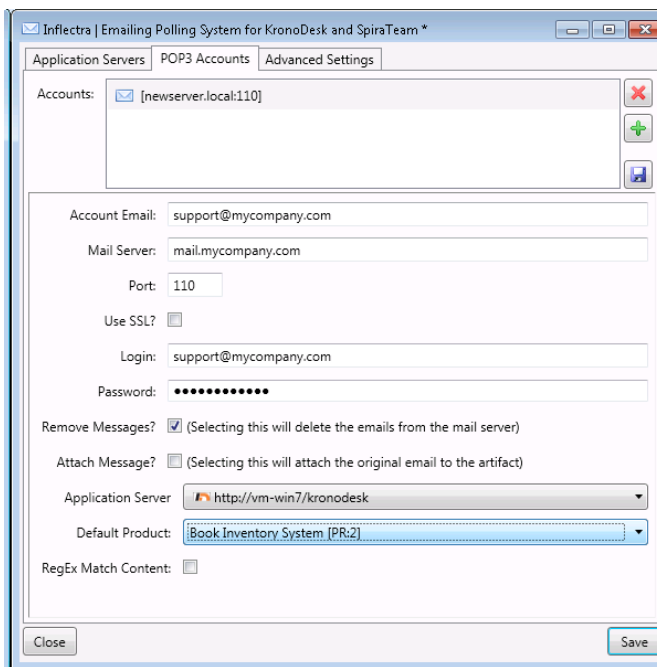 Inflectra | Emailing Polling System for KronoDesk and SpiraTeam *
Application Servers POP3 Accounts Advanced Settings
Accounts: [newserver.local:110]
Account Email: support@mycompany.com
Mail Server: mail.mycompany.com
Port: 110
Use SSL?
Login: support@mycompany.com
Password: ●●●●●●●●●●●●
Remove Messages? (Selecting this will delete the emails from the mail server)
Attach Message? (Selecting this will attach the original email to the artifact)
Application Server http://vm-win7/kronodesk
Default Product: Book Inventory System [PR:2]
RegEx Match Content:
Close Save